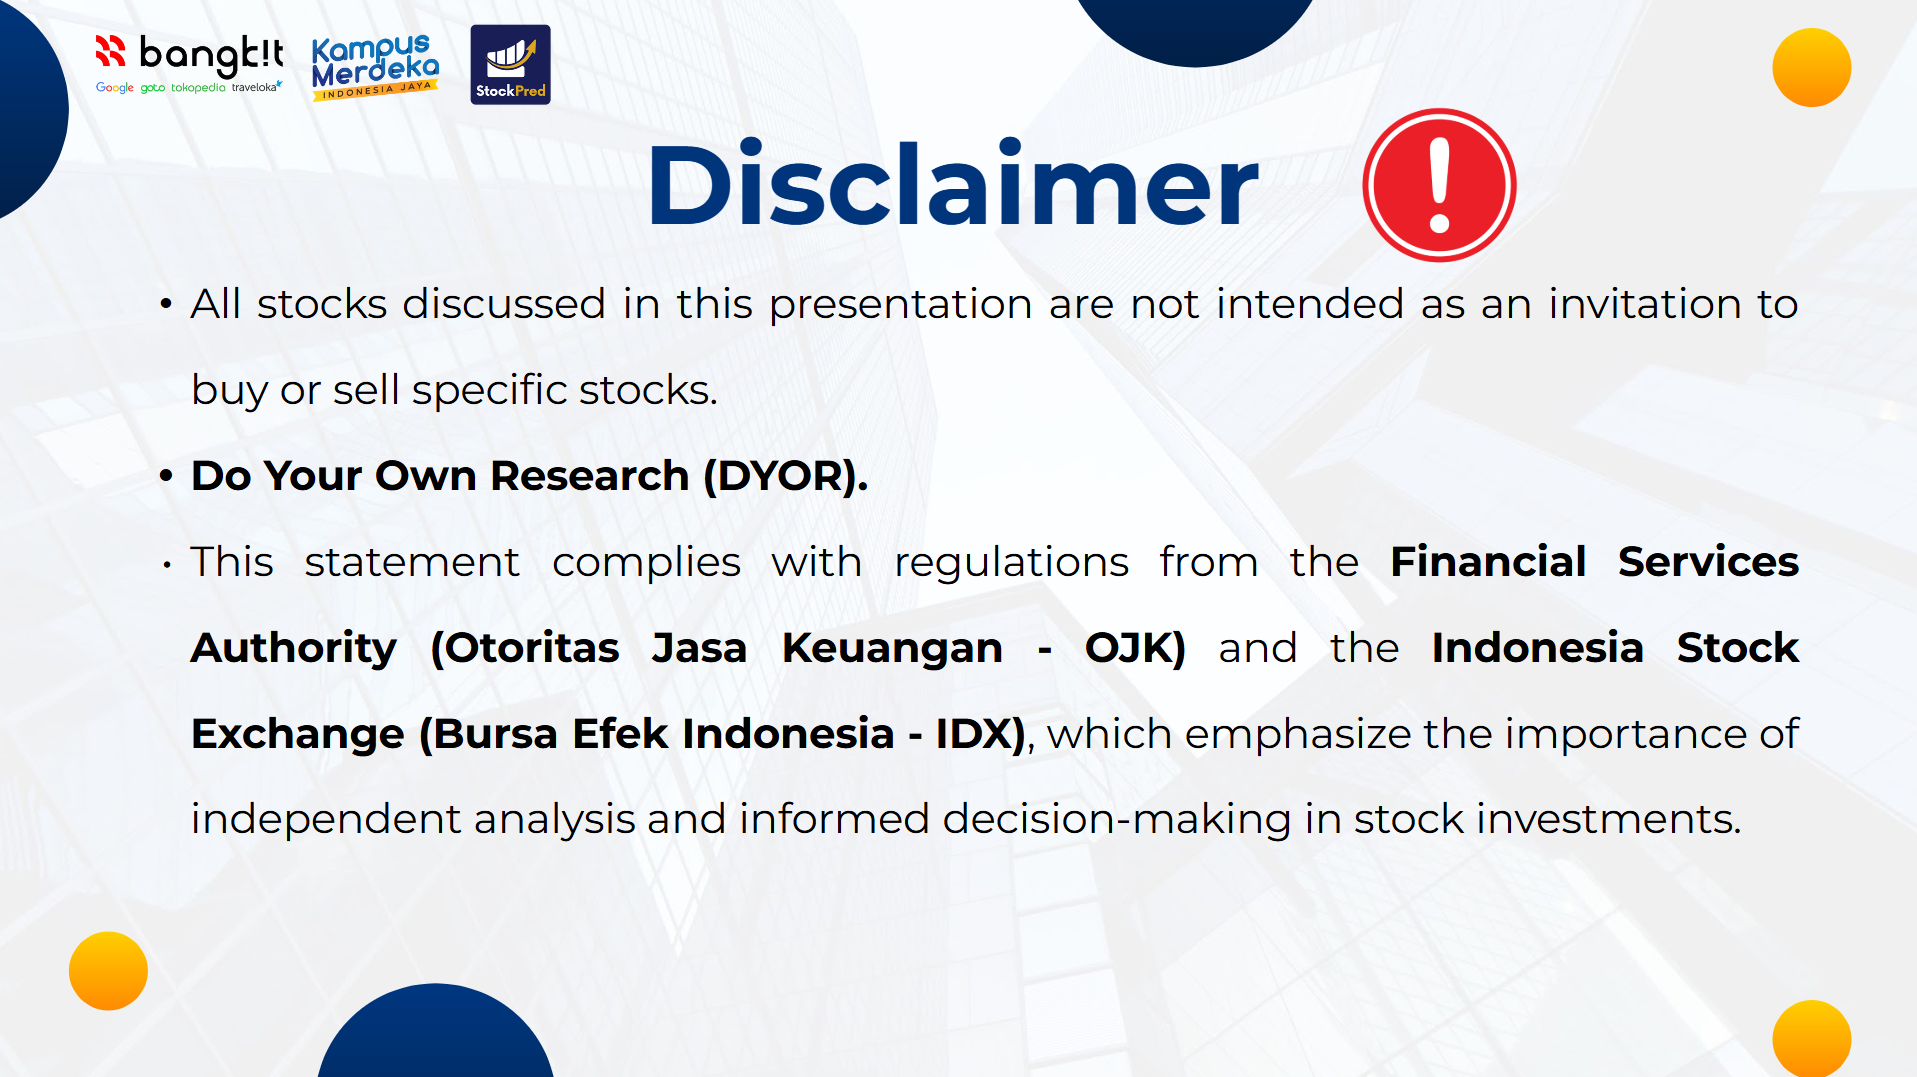 bangk!t
Google goto tokopedia traveloka
Kampus
Merdeka
INDONESIA JAYA
StockPred
Disclaimer
• All stocks discussed in this presentation are not intended as an invitation to
buy or sell specific stocks.
• Do Your Own Research (DYOR).
• This statement complies with regulations from the Financial Services
Authority (Otoritas Jasa Keuangan - OJK) and the Indonesia Stock
Exchange (Bursa Efek Indonesia - IDX), which emphasize the importance of
independent analysis and informed decision-making in stock investments.